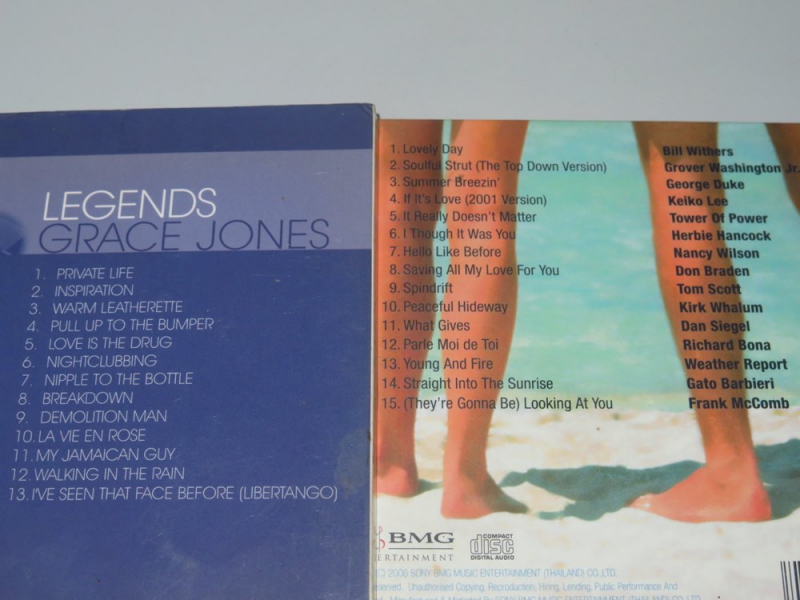 LEGENDS
GRACE JONES
1. PRIVATE LIFE
2. INSPIRATION
3. WARM LEATHERETTE
4. PULL UP TO THE BUMPER
5. LOVE IS THE DRUG
6. NIGHTCLUBBING
7. NIPPLE TO THE BOTTLE
8. BREAKDOWN
9. DEMOLITION MAN
10. LA VIE EN ROSE
11. MY JAMAICAN GUY
12. WALKING IN THE RAIN
13. I'VE SEEN THAT FACE BEFORE (LIBERTANGO)
1. Lovely Day Bill Withers
2. Soulful Strut (The Top Down Version) Grover Washington Jr.
3. Summer Breezin' George Duke
4. If It's Love (2001 Version) Keiko Lee
5. It Really Doesn't Matter Tower Of Power
6. I Though It Was You Herbie Hancock
7. Hello Like Before Nancy Wilson
8. Saving All My Love For You Don Braden
9. Spindrift Tom Scott
10. Peaceful Hideway Kirk Whalum
11. What Gives Dan Siegel
12. Parle Moi de Toi Richard Bona
13. Young And Fire Weather Report
14. Straight Into The Sunrise Gato Barbieri
15. (They're Gonna Be) Looking At You Frank McComb
BMG
ERTAINMENT
COMPACT
disc
DIGITAL AUDIO
(C) 2006 SONY BMG MUSIC ENTERTAINMENT (THAILAND) CO.,LTD.
eserved. Unauthorised Copying, Reproduction, Hiring, Lending, Public Performance And
SONY BMG MUSIC ENTERTAINMENT (THAILAND) CO.,LTD.